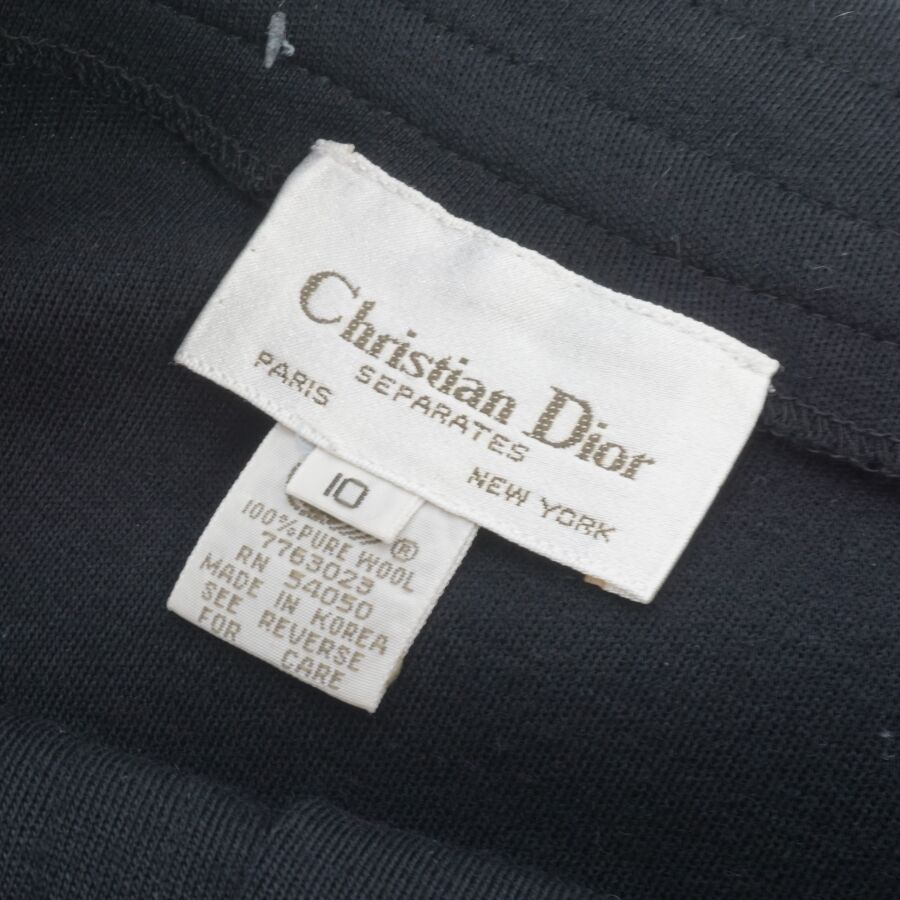 Christian Dior
SEPARATES
PARIS NEW YORK
10
®
100% PURE WOOL
7763023
RN 54050
MADE IN KOREA
SEE REVERSE
FOR CARE